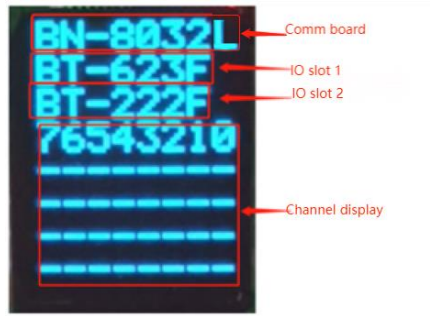 BN-8032L
Comm board
BT-623F
IO slot 1
BT-222F
IO slot 2
76543210
--------
--------
Channel display
--------
--------